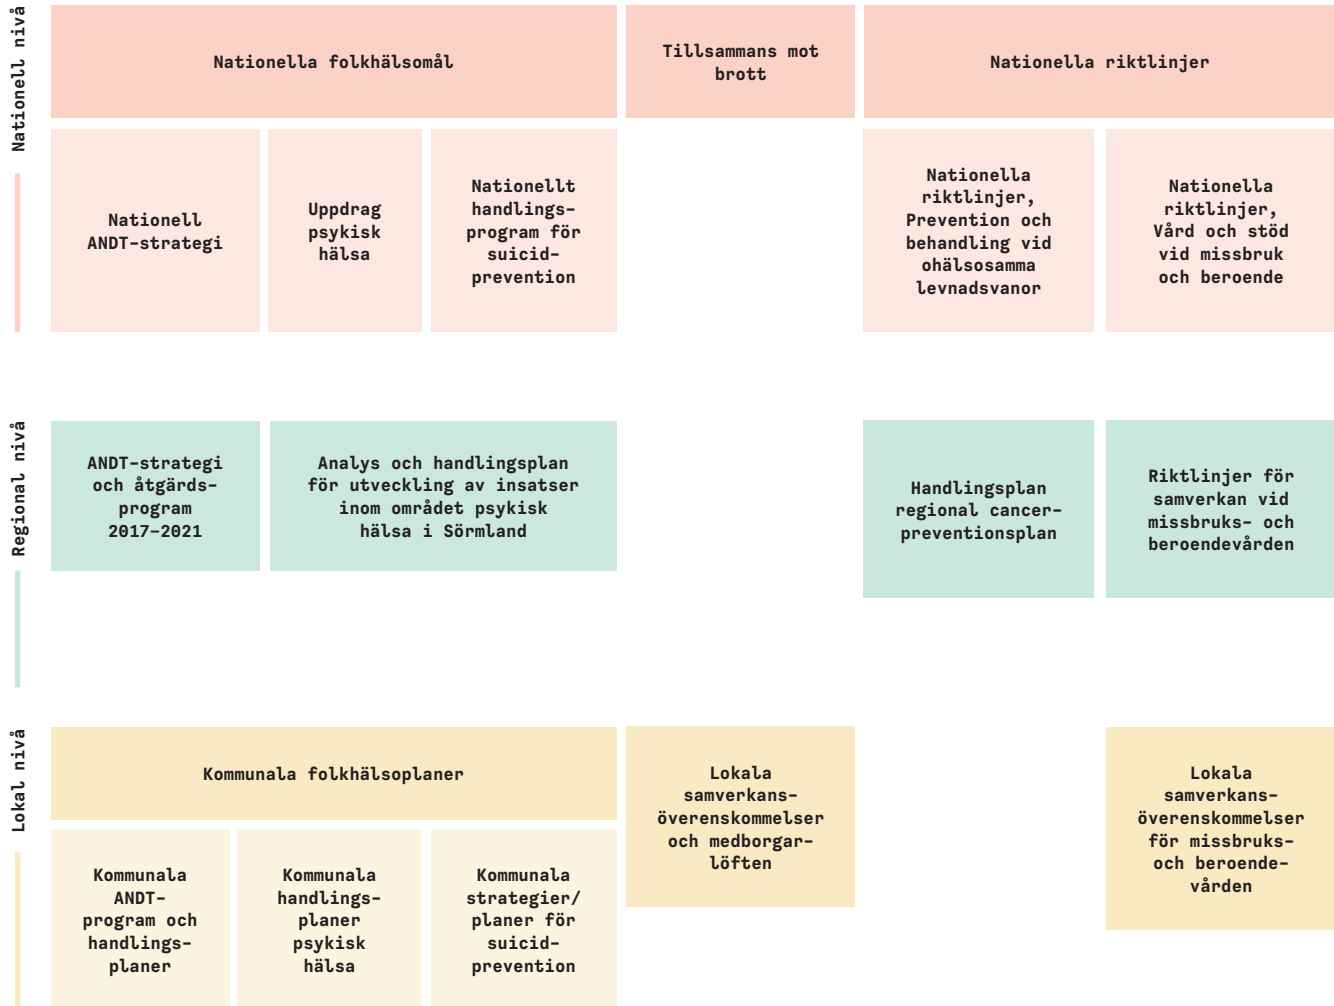 Nationell nivå
Nationella folkhälsomål
Tillsammans mot
brott
Nationella riktlinjer
Nationell
ANDT-strategi
Uppdrag
psykisk
hälsa
Nationellt
handlings-
program för
suicid-
prevention
Nationella
riktlinjer,
Prevention och
behandling vid
ohälsosamma
levnadsvanor
Nationella
riktlinjer,
Vård och stöd
vid missbruk
och beroende
Regional nivå
ANDT-strategi
och åtgärds-
program
2017–2021
Analys och handlingsplan
för utveckling av insatser
inom området psykisk
hälsa i Sörmland
Handlingsplan
regional cancer-
preventionsplan
Riktlinjer för
samverkan vid
missbruks- och
beroendevården
Lokal nivå
Kommunala folkhälsoplaner
Lokala
samverkans-
överenskommelser
och medborgar-
löften
Lokala
samverkans-
överenskommelser
för missbruks-
och beroende-
vården
Kommunala
ANDT-
program och
handlings-
planer
Kommunala
handlings-
planer
psykisk
hälsa
Kommunala
strategier/
planer för
suicid-
prevention